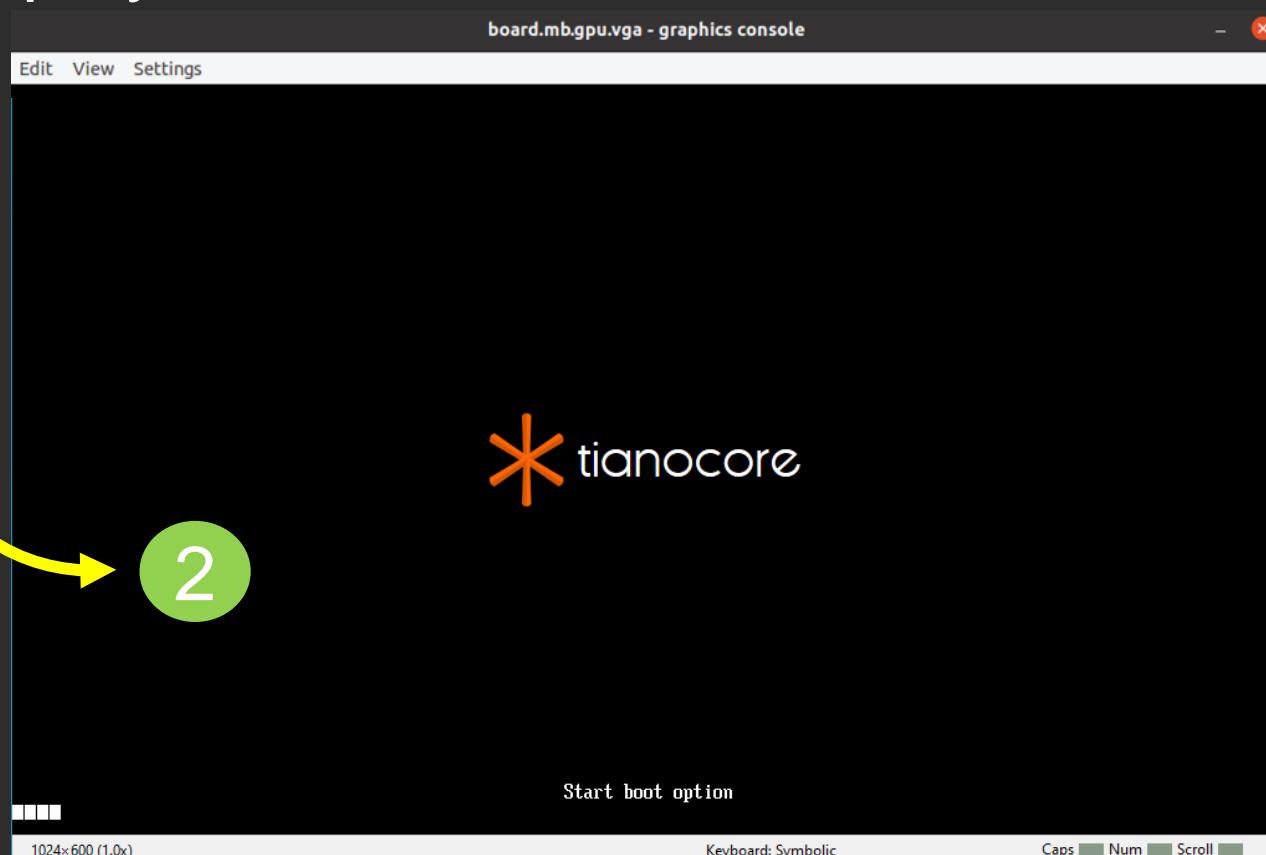 board.mb.gpu.vga - graphics console
Edit View Settings
tianocore
2
Start boot option
1024×600 (1.0x) Keyboard: Symbolic Caps Num Scroll